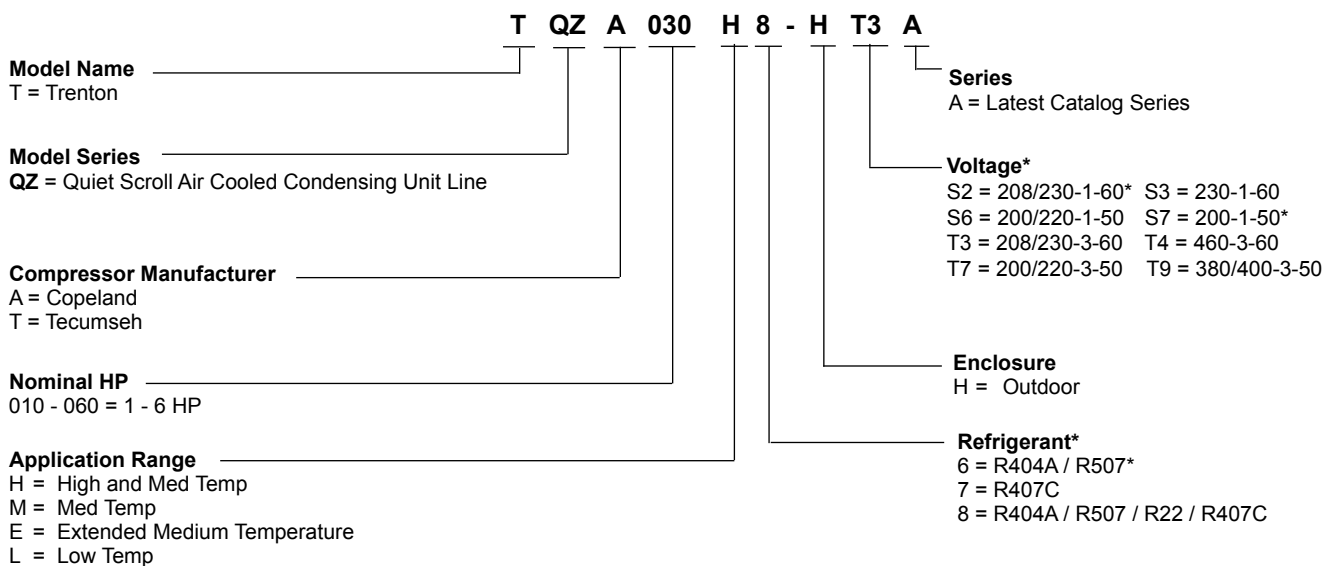 T QZ A 030 H 8 - H T3 A
Model Name
T = Trenton
Model Series
QZ = Quiet Scroll Air Cooled Condensing Unit Line
Compressor Manufacturer
A = Copeland
T = Tecumseh
Nominal HP
010 - 060 = 1 - 6 HP
Application Range
H = High and Med Temp
M = Med Temp
E = Extended Medium Temperature
L = Low Temp
Series
A = Latest Catalog Series
Voltage*
S2 = 208/230-1-60* S3 = 230-1-60
S6 = 200/220-1-50 S7 = 200-1-50*
T3 = 208/230-3-60 T4 = 460-3-60
T7 = 200/220-3-50 T9 = 380/400-3-50
Enclosure
H = Outdoor
Refrigerant*
6 = R404A / R507*
7 = R407C
8 = R404A / R507 / R22 / R407C